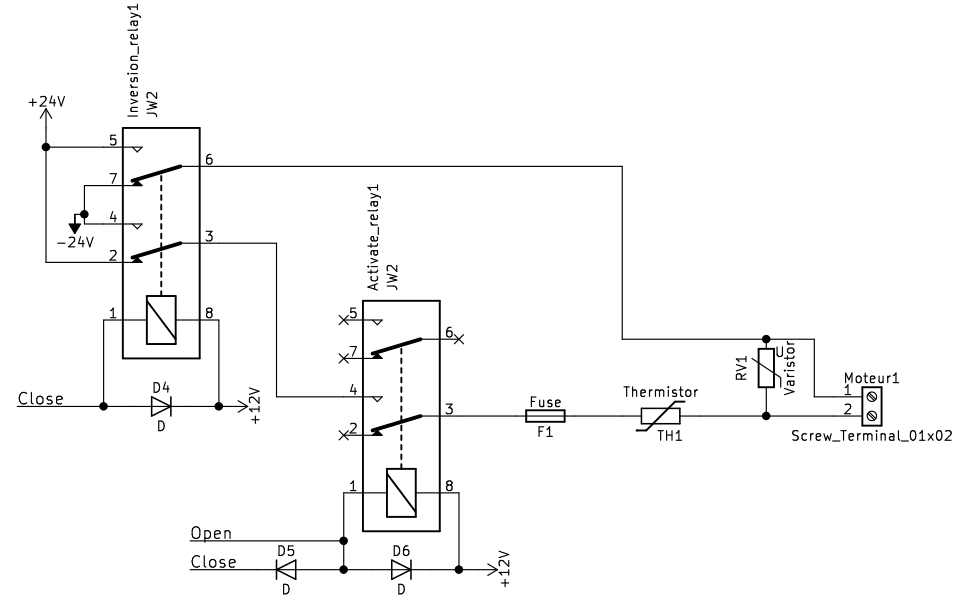 Inversion_relay1
JW2
+24V
5
6
7
4
-24V
3
2
1
8
Close
D4
D
+12V
Activate_relay1
JW2
5
6
7
4
3
2
1
8
Fuse
F1
Thermistor
TH1
RV1
U
Varistor
Moteur1
1
2
Screw_Terminal_01x02
Open
Close
D5
D
D6
D
+12V